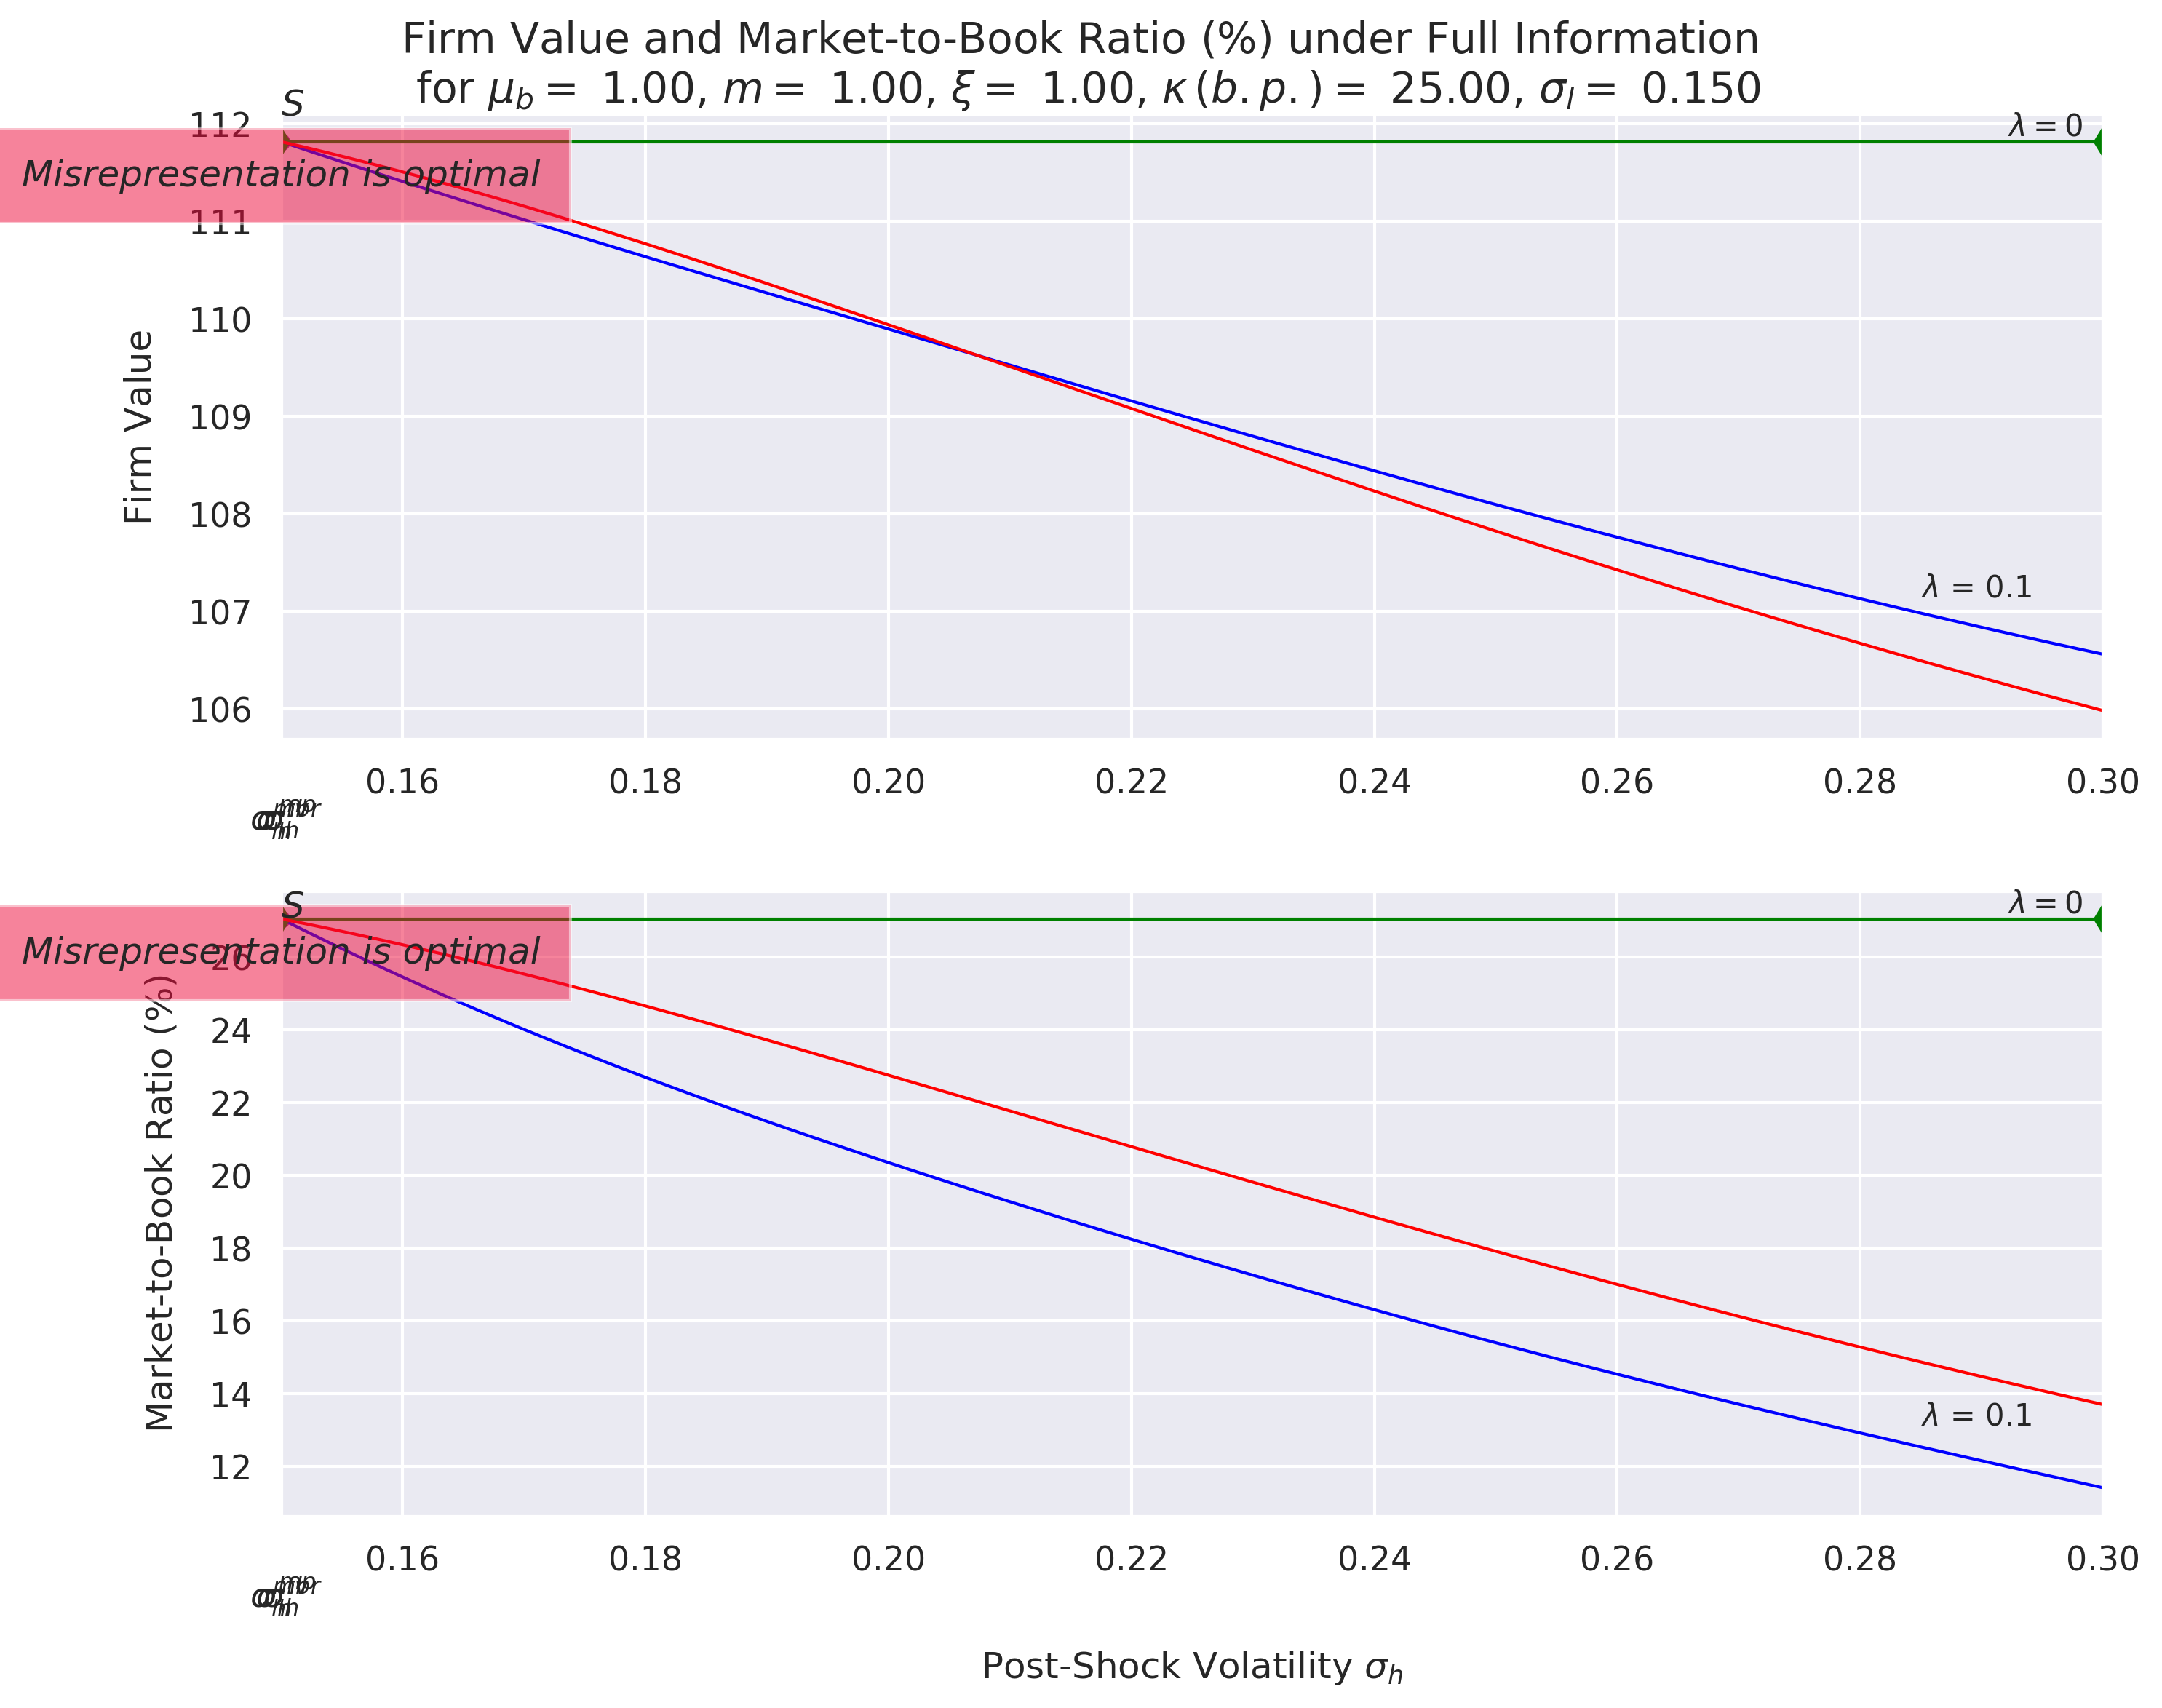 Firm Value and Market-to-Book Ratio (%) under Full Information
for μ_b = 1.00, m = 1.00, ξ = 1.00, κ (b.p.) = 25.00, σ_l = 0.150
S
λ = 0
Misrepresentation is optimal
112
111
110
109
108
107
106
Firm Value
λ = 0.1
0.16 0.18 0.20 0.22 0.24 0.26 0.28 0.30
S
λ = 0
Misrepresentation is optimal
26
24
22
20
18
16
14
12
Market-to-Book Ratio (%)
λ = 0.1
0.16 0.18 0.20 0.22 0.24 0.26 0.28 0.30
Post-Shock Volatility σ_h